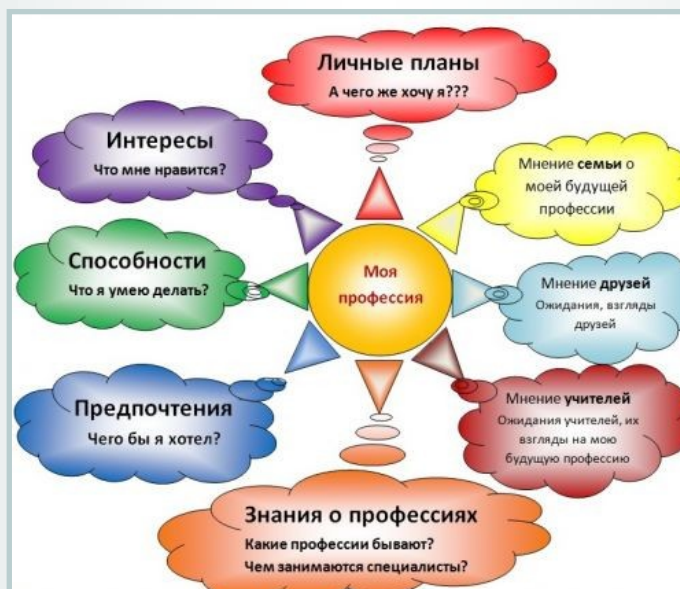 Личные планы
А чего же хочу я???
Интересы
Что мне нравится?
Мнение семьи о
моей будущей
профессии
Способности
Что я умею делать?
Моя
профессия
Мнение друзей
Ожидания, взгляды
друзей
Предпочтения
Чего бы я хотел?
Мнение учителей
Ожидания учителей, их
взгляды на мою
будущую профессию
Знания о профессиях
Какие профессии бывают?
Чем занимаются специалисты?